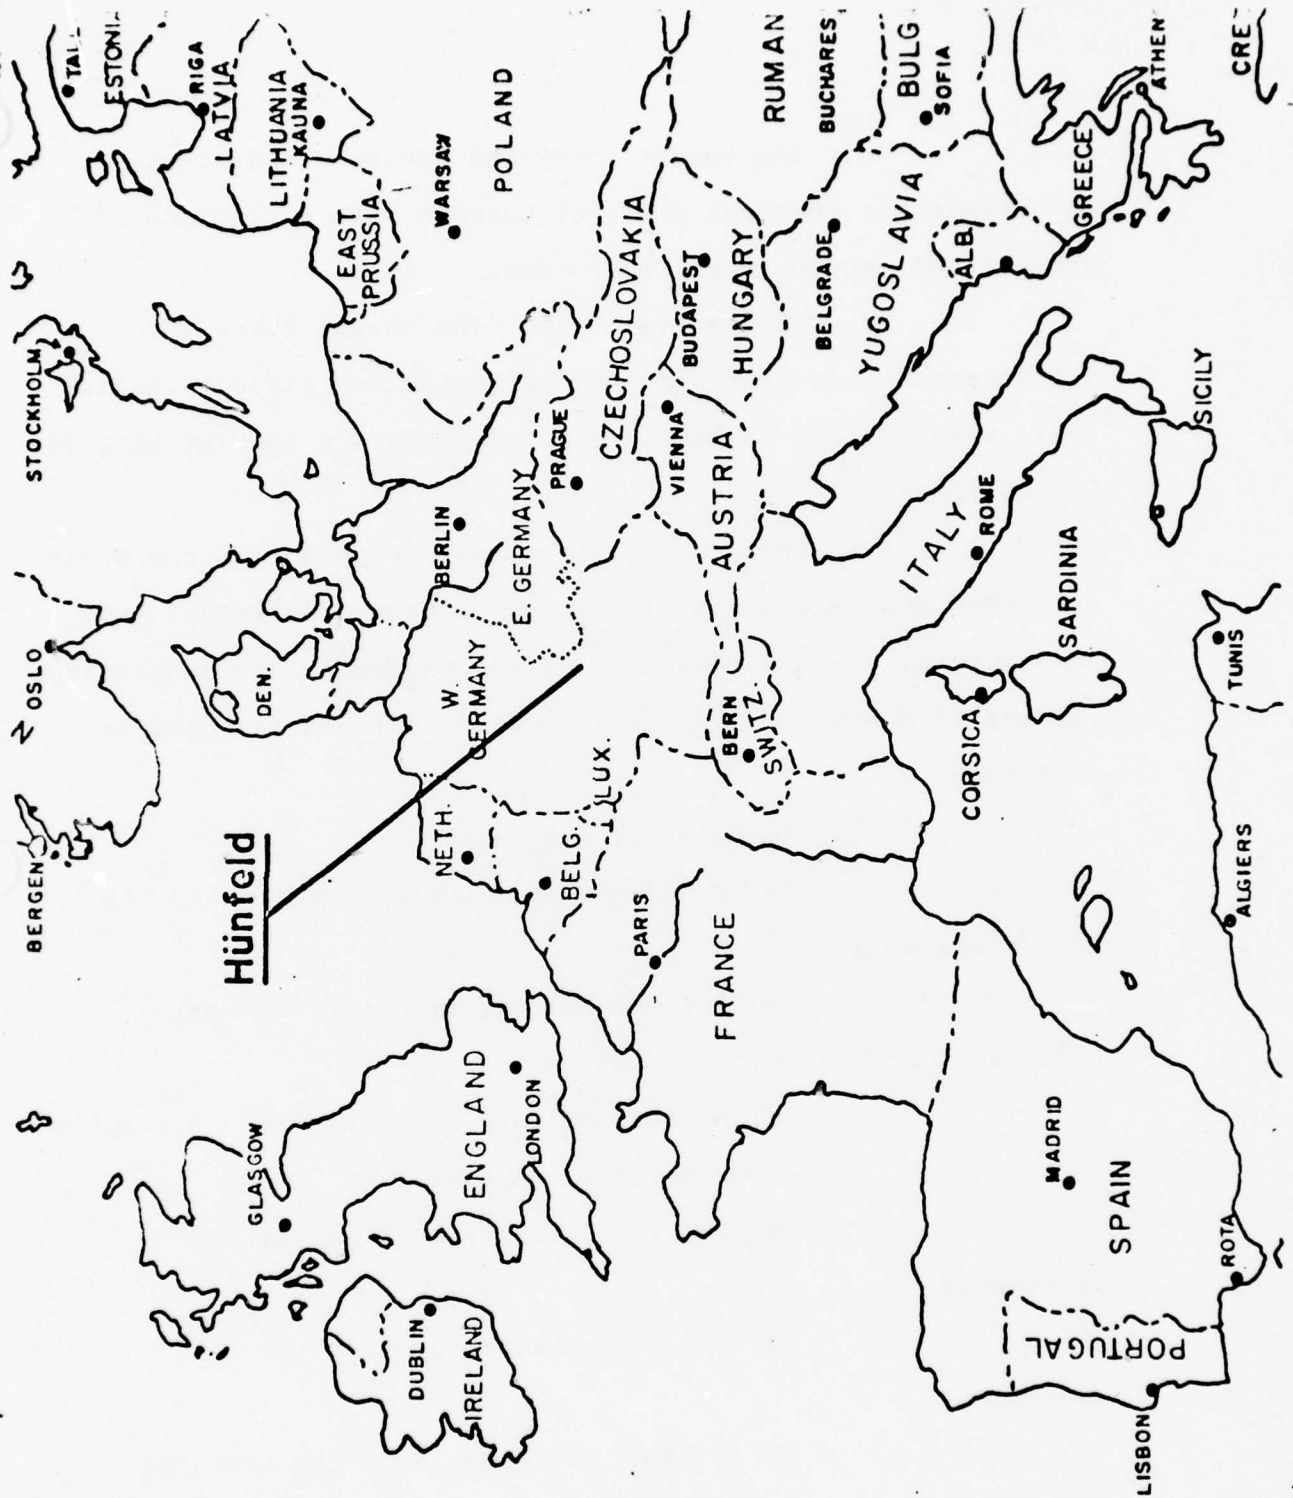 BERGEN
OSLO
STOCKHOLM
TAL
ESTONI
RIGA
LATVIA
Hünfeld
GLASGOW
DEN.
LITHUANIA
KAUNA
EAST
PRUSSIA
DUBLIN
IRELAND
NETH.
W.
GERMANY
BERLIN
WARSAW
POLAND
ENGLAND
LONDON
BELG.
LUX.
E. GERMANY
PRAGUE
CZECHOSLOVAKIA
PARIS
FRANCE
BERN
SWITZ.
VIENNA
AUSTRIA
BUDAPEST
HUNGARY
RUMAN
BUCHARES
BELGRADE
YUGOSLAVIA
BULG
SOFIA
ITALY
ROME
ALB.
CORSICA
SARDINIA
GREECE
ATHEN
MADRID
SPAIN
PORTUGAL
LISBON
ROTA
ALGIERS
TUNIS
SICILY
CRE